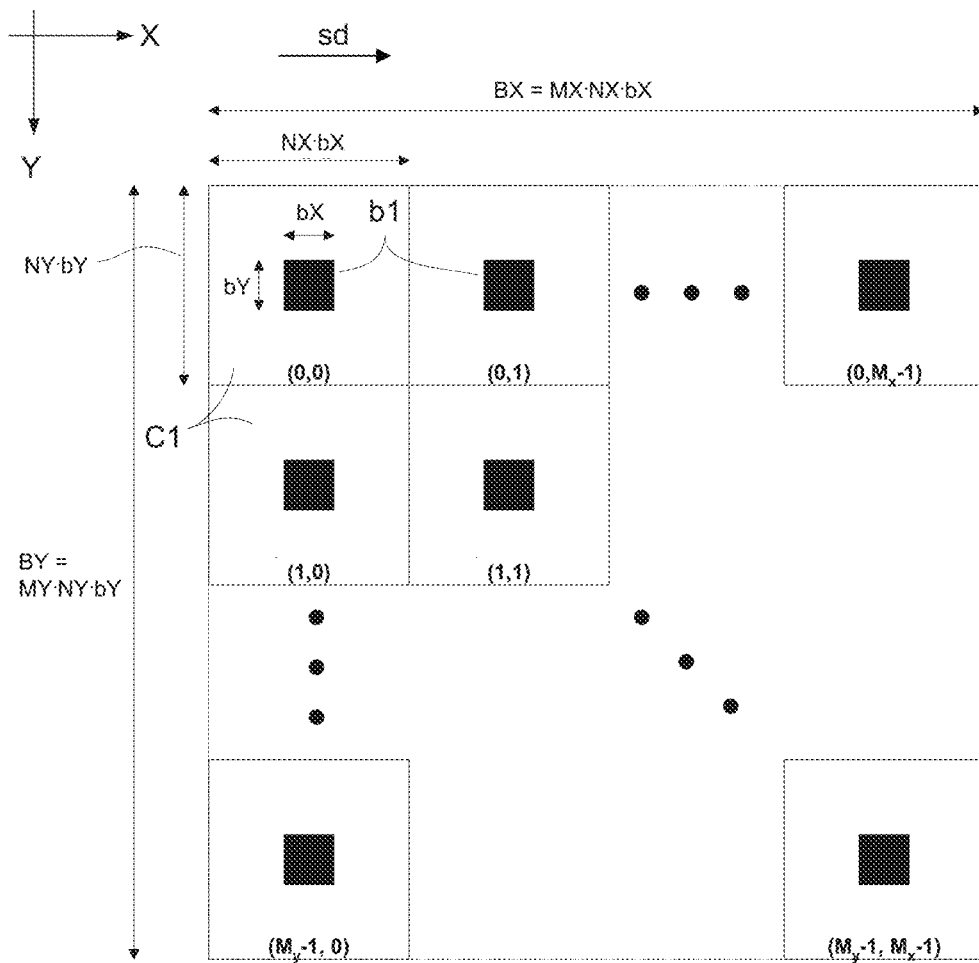 X
sd
BX = MX·NX·bX
Y
NX·bX
bX
b1
NY·bY
bY
(0,0)
(0,1)
(0,Mx-1)
C1
BY =
MY·NY·bY
(1,0)
(1,1)
(My-1, 0)
(My-1, Mx-1)